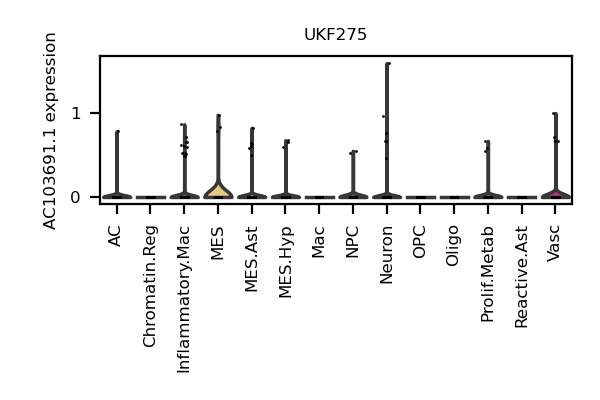 UKF275
AC103691.1 expression
1
0
AC
Chromatin.Reg
Inflammatory.Mac
MES
MES.Ast
MES.Hyp
Mac
NPC
Neuron
OPC
Oligo
Prolif.Metab
Reactive.Ast
Vasc